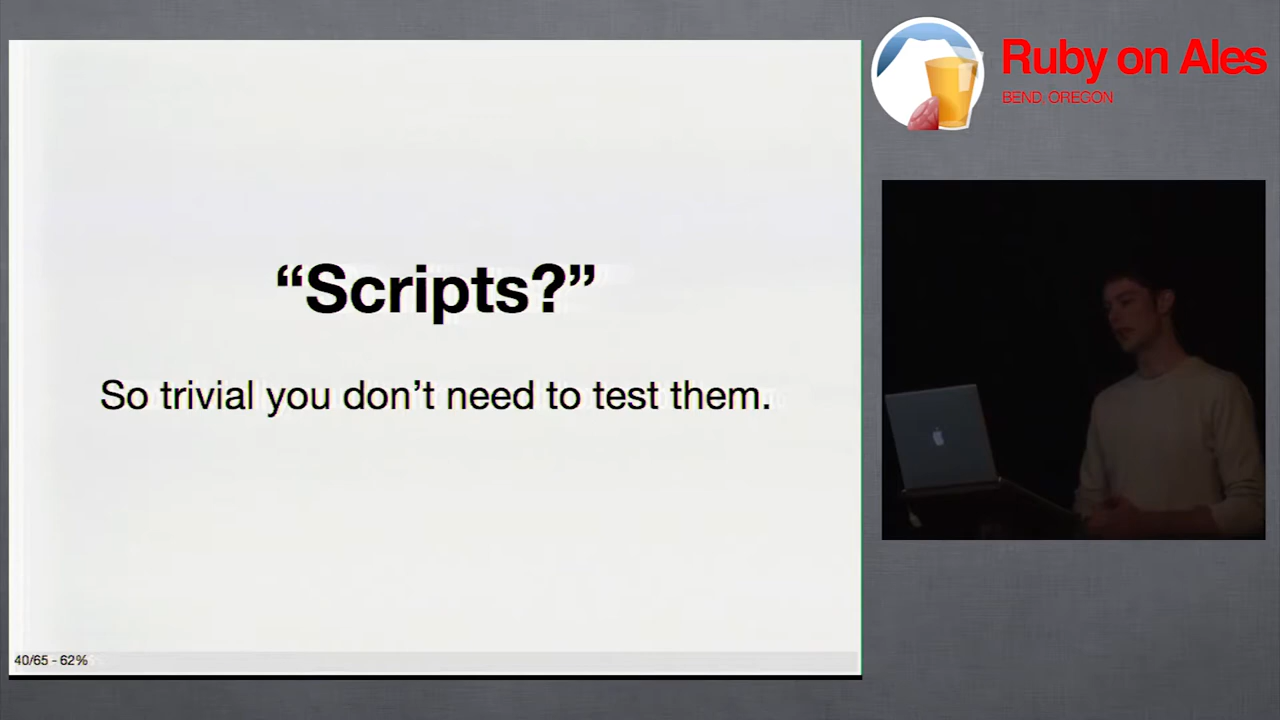 Ruby on Ales
BEND, OREGON
“Scripts?”
So trivial you don’t need to test them.
40/65 - 62%